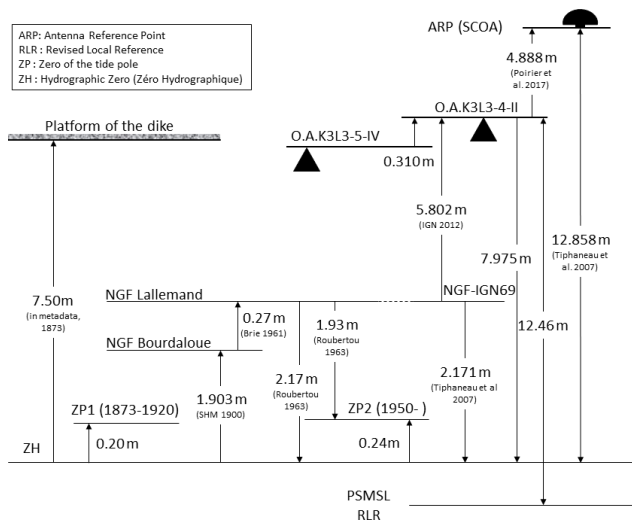 ARP: Antenna Reference Point
RLR : Revised Local Reference
ZP : Zero of the tide pole
ZH : Hydrographic Zero (Zéro Hydrographique)
ARP (SCOA)
4.888 m
(Poirier et
al. 2017)
O.A.K3L3-4-II
Platform of the dike
O.A.K3L3-5-IV
0.310 m
5.802 m
(IGN 2012)
12.858 m
(Tiphaneau et
al. 2007)
7.975 m
7.50 m
(in metadata,
1873)
NGF Lallemand
NGF-IGN69
0.27 m
(Brie 1961)
1.93 m
(Roubertou
1963)
12.46 m
NGF Bourdaloue
2.17 m
(Roubertou
1963)
2.171 m
(Tiphaneau et al
2007)
1.903 m
(SHM 1900)
ZP1 (1873-1920)
ZP2 (1950- )
0.20 m
0.24 m
ZH
PSMSL
RLR